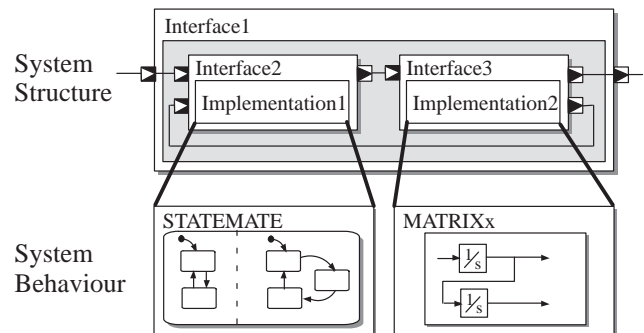 Interface1
System
Structure
Interface2
Interface3
Implementation1
Implementation2
STATEMATE
MATRIXx
System
Behaviour
1/s
1/s